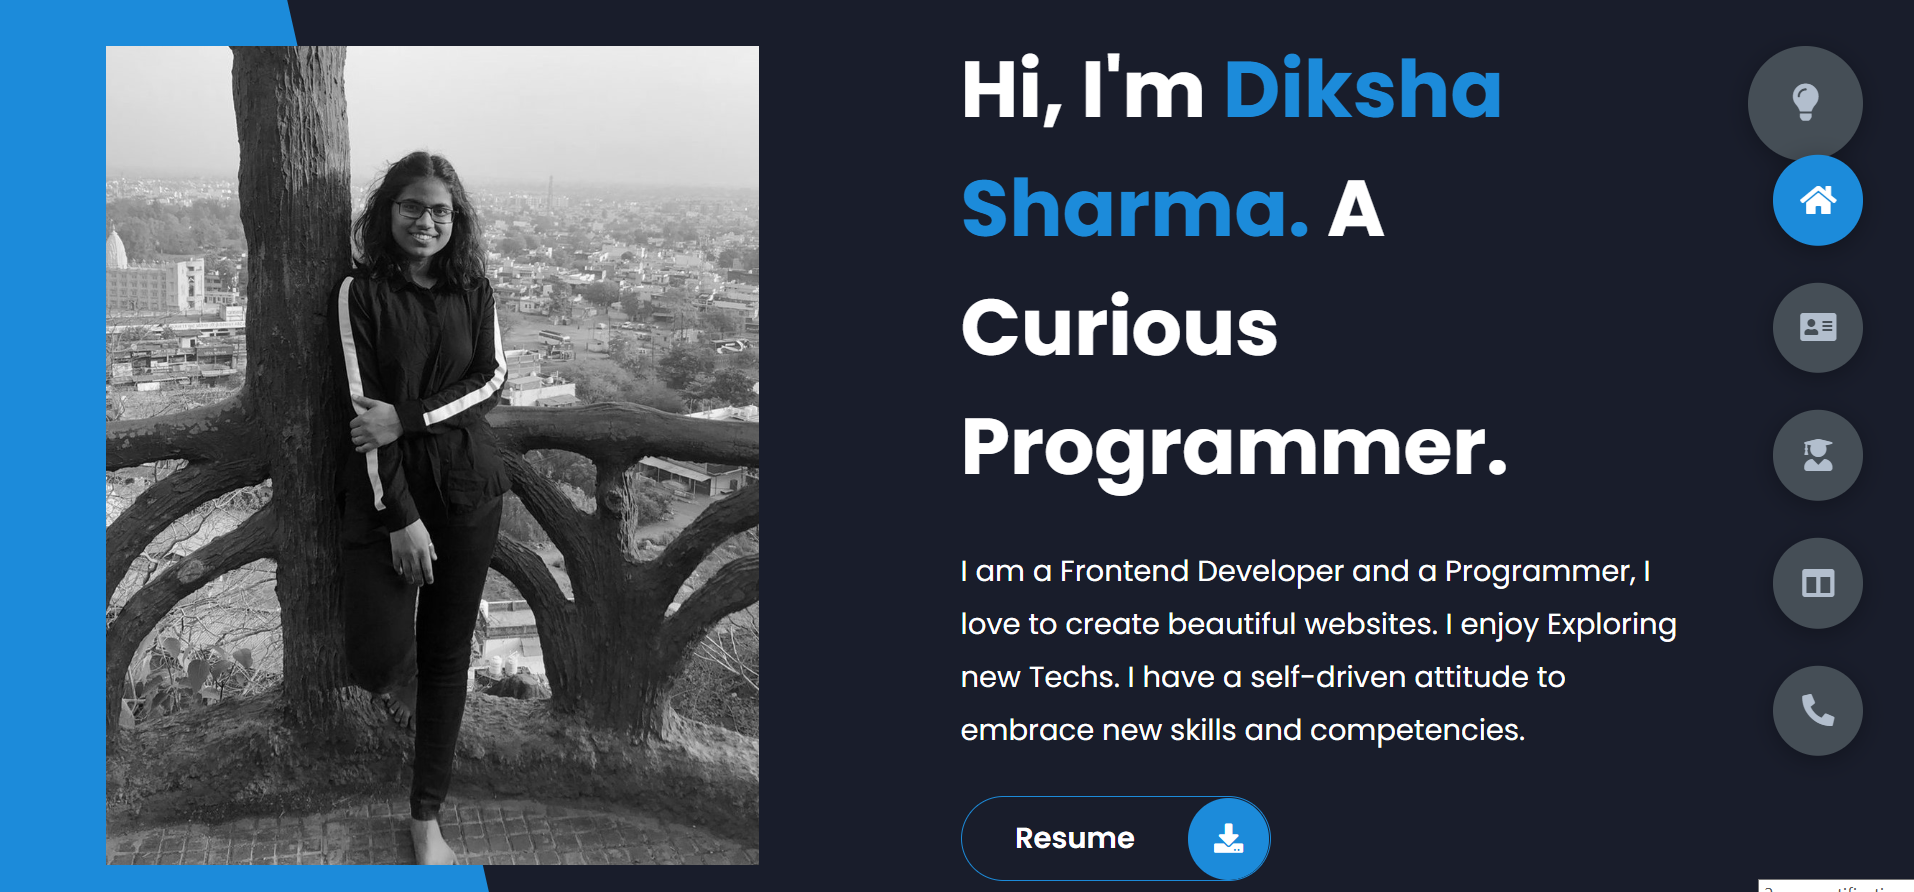 Hi, I'm Diksha
Sharma. A
Curious
Programmer.
I am a Frontend Developer and a Programmer, I
love to create beautiful websites. I enjoy Exploring
new Techs. I have a self-driven attitude to
embrace new skills and competencies.
Resume